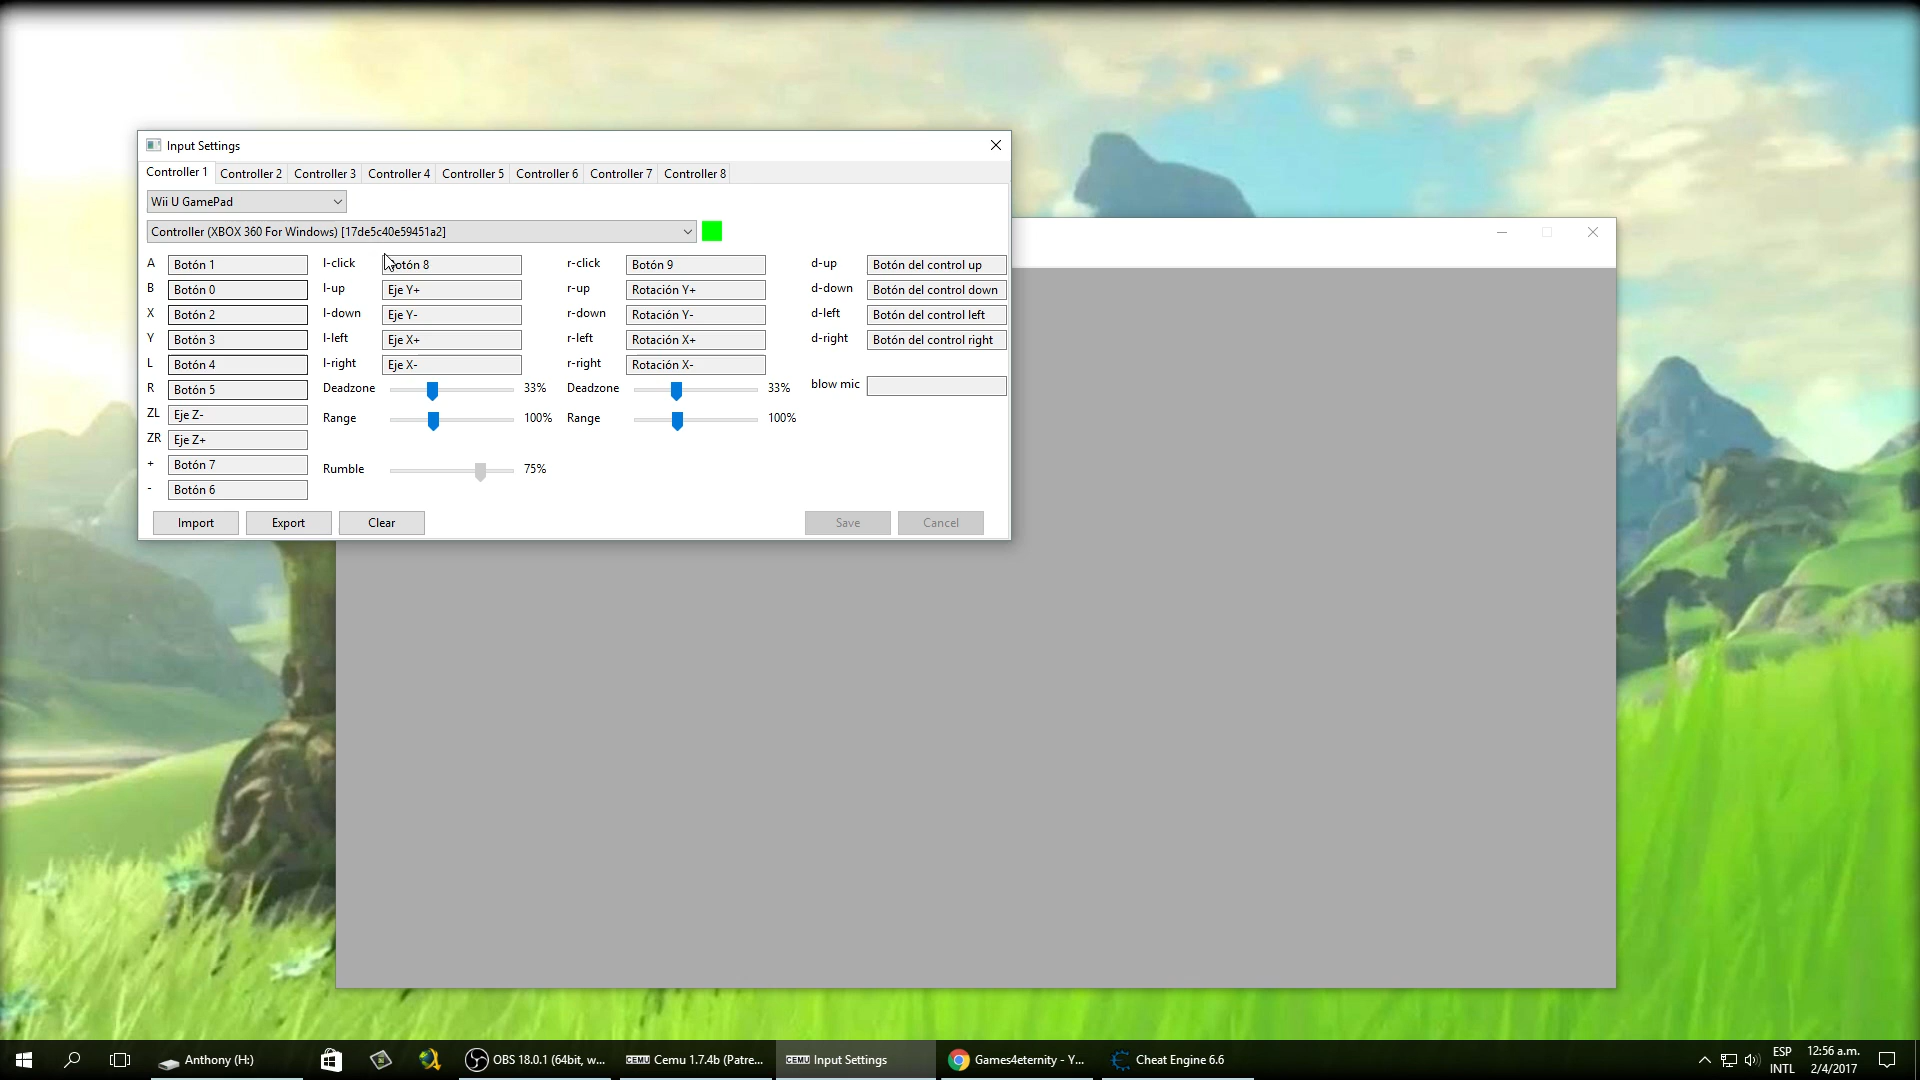 Input Settings
Controller 1 Controller 2 Controller 3 Controller 4 Controller 5 Controller 6 Controller 7 Controller 8
Wii U GamePad
Controller (XBOX 360 For Windows) [17de5c40e59451a2]
A Botón 1 l-click Botón 8 r-click Botón 9 d-up Botón del control up
B Botón 0 l-up Eje Y+ r-up Rotación Y+ d-down Botón del control down
X Botón 2 l-down Eje Y- r-down Rotación Y- d-left Botón del control left
Y Botón 3 l-left Eje X+ r-left Rotación X+ d-right Botón del control right
L Botón 4 l-right Eje X- r-right Rotación X-
R Botón 5 Deadzone 33% Deadzone 33% blow mic
ZL Eje Z- Range 100% Range 100%
ZR Eje Z+
+ Botón 7 Rumble 75%
- Botón 6
Import Export Clear Save Cancel
Anthony (H:) OBS 18.0.1 (64bit, w... CEMU Cemu 1.7.4b (Patre... CEMU Input Settings Games4eternity - Y... Cheat Engine 6.6 ESP 12:56 a.m.
INTL 2/4/2017